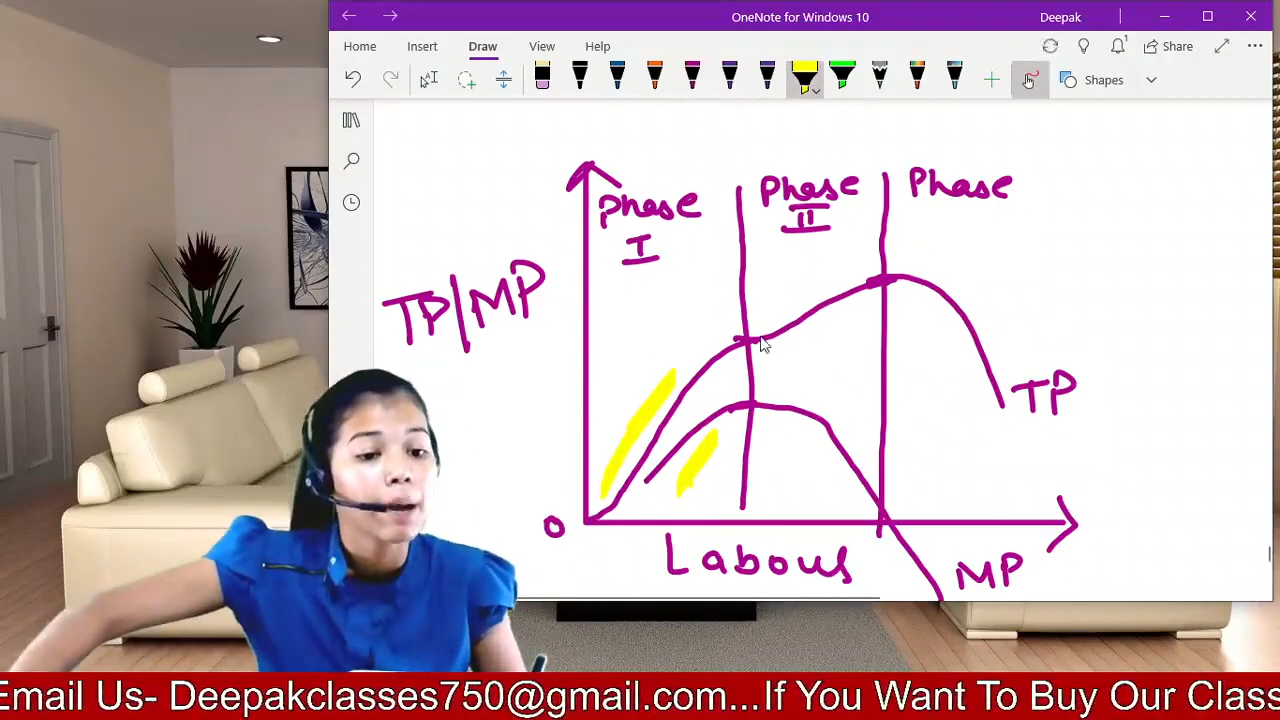 OneNote for Windows 10
Deepak
Home Insert Draw View Help
Share
Shapes
Phase
I
Phase
II
Phase
TP/MP
TP
0
Labour
MP
Email Us- Deepakclasses750@gmail.com...If You Want To Buy Our Class